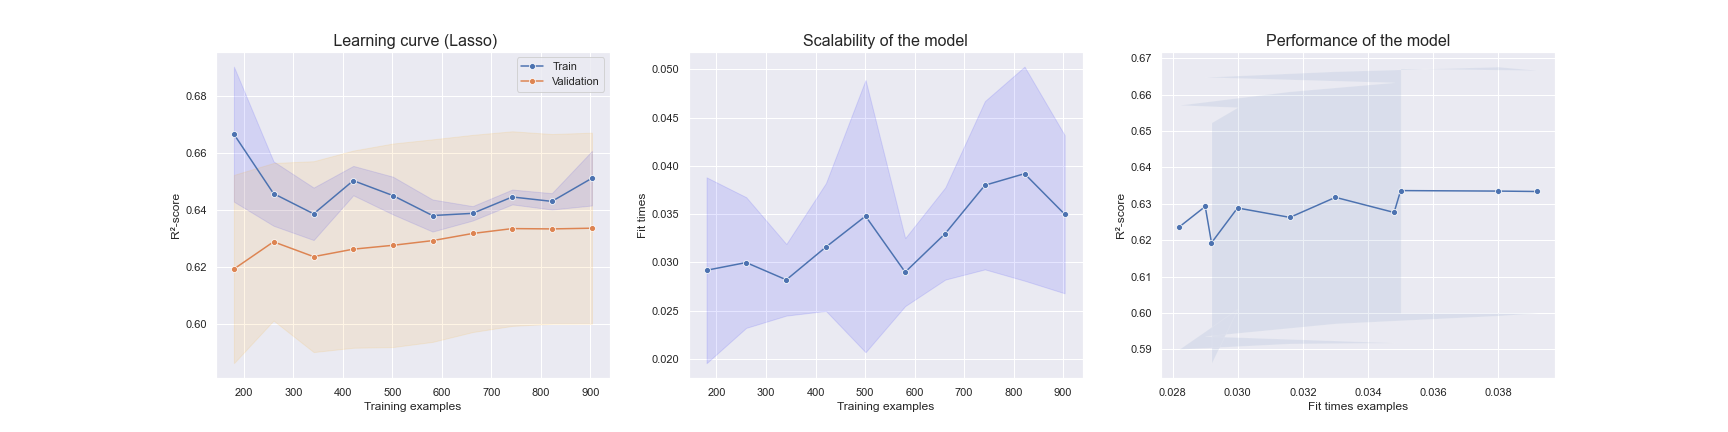 Learning curve (Lasso)
Train
Validation
R²-score
0.68
0.66
0.64
0.62
0.60
200 300 400 500 600 700 800 900
Training examples
Scalability of the model
Fit times
0.050
0.045
0.040
0.035
0.030
0.025
0.020
200 300 400 500 600 700 800 900
Training examples
Performance of the model
R²-score
0.67
0.66
0.65
0.64
0.63
0.62
0.61
0.60
0.59
0.028 0.030 0.032 0.034 0.036 0.038
Fit times examples